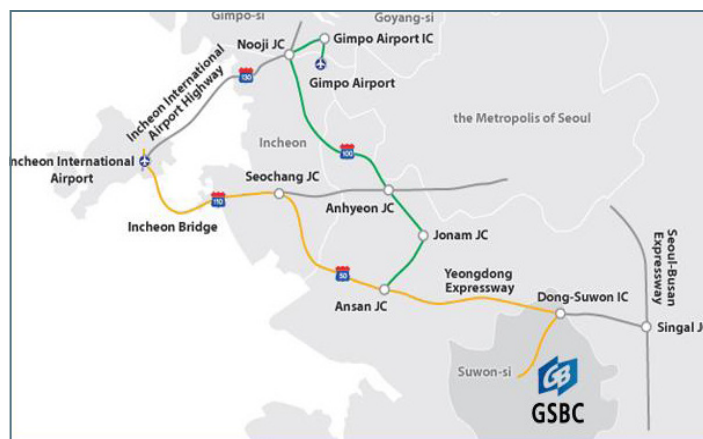 Gimpo-si
Goyang-si
Nooji JC
Gimpo Airport IC
Gimpo Airport
Incheon International
Airport Highway
130
the Metropolis of Seoul
Incheon
100
ncheon International
Airport
Seochang JC
110
Anhyeon JC
Incheon Bridge
Jonam JC
Seoul-Busan
Expressway
50
Yeongdong
Expressway
Ansan JC
Dong-Suwon IC
Singal J
Suwon-si
GB
GSBC